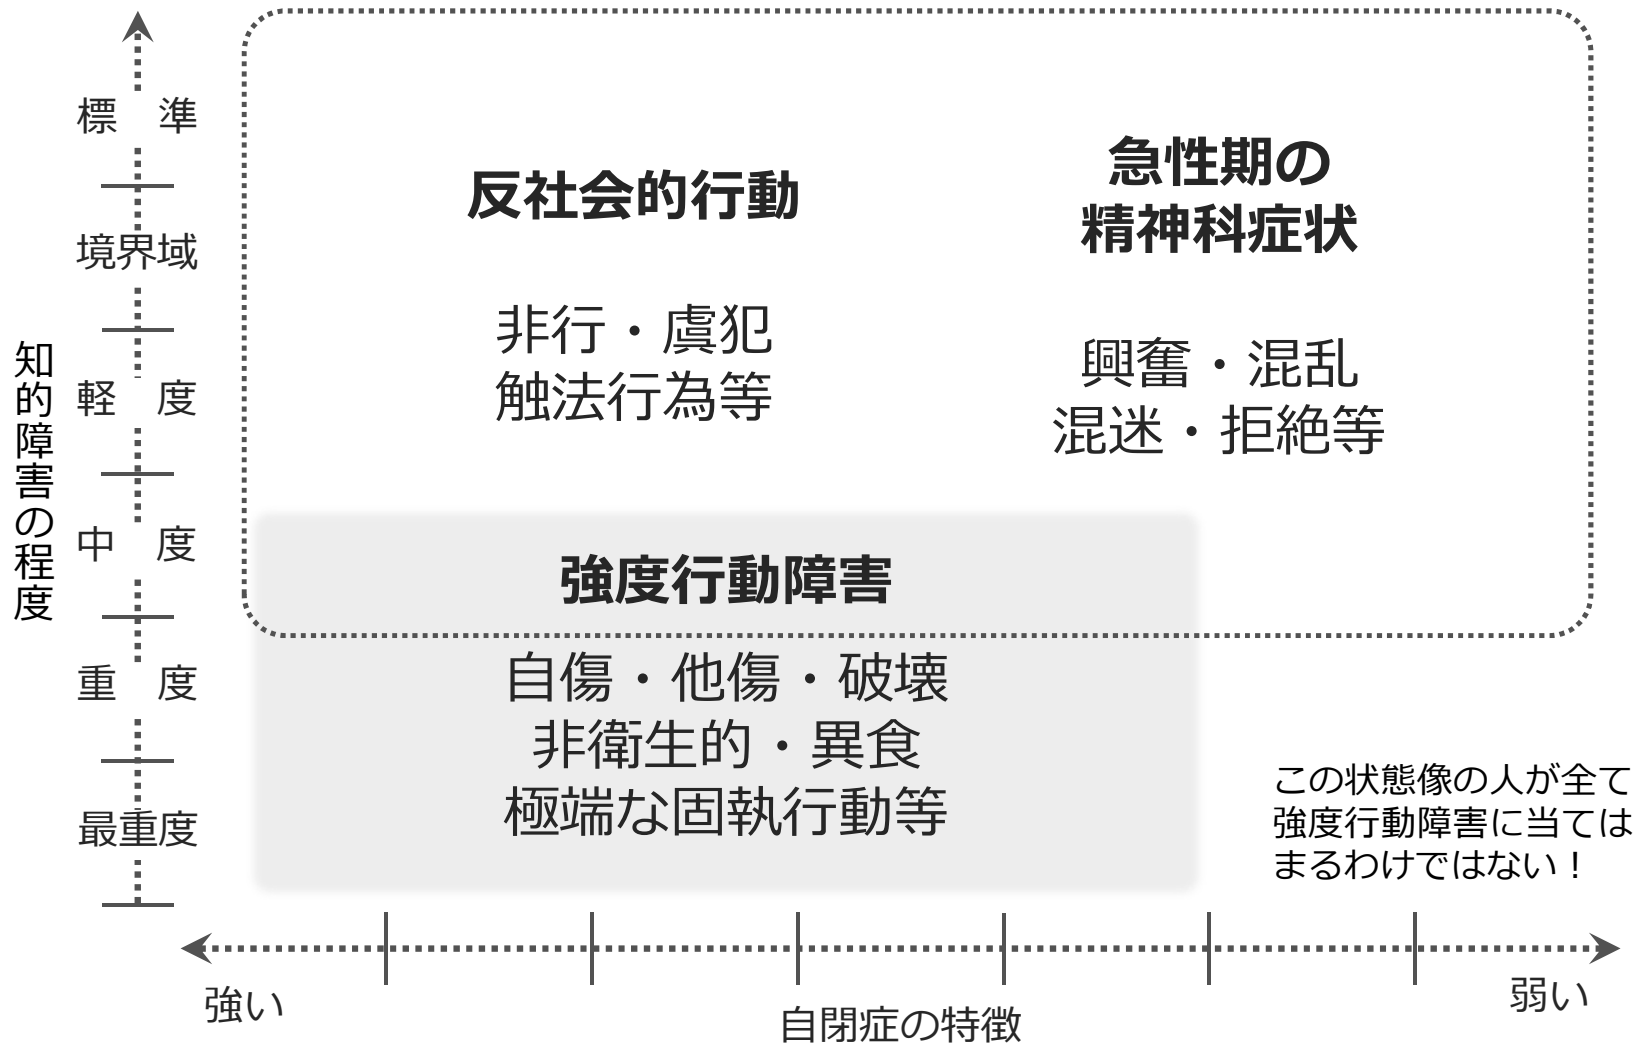 標　準
境界域
軽　度
中　度
重　度
最重度
知的障害の程度
反社会的行動
非行・虞犯
触法行為等
急性期の
精神科症状
興奮・混乱
混迷・拒絶等
強度行動障害
自傷・他傷・破壊
非衛生的・異食
極端な固執行動等
この状態像の人が全て
強度行動障害に当ては
まるわけではない！
強い
自閉症の特徴
弱い